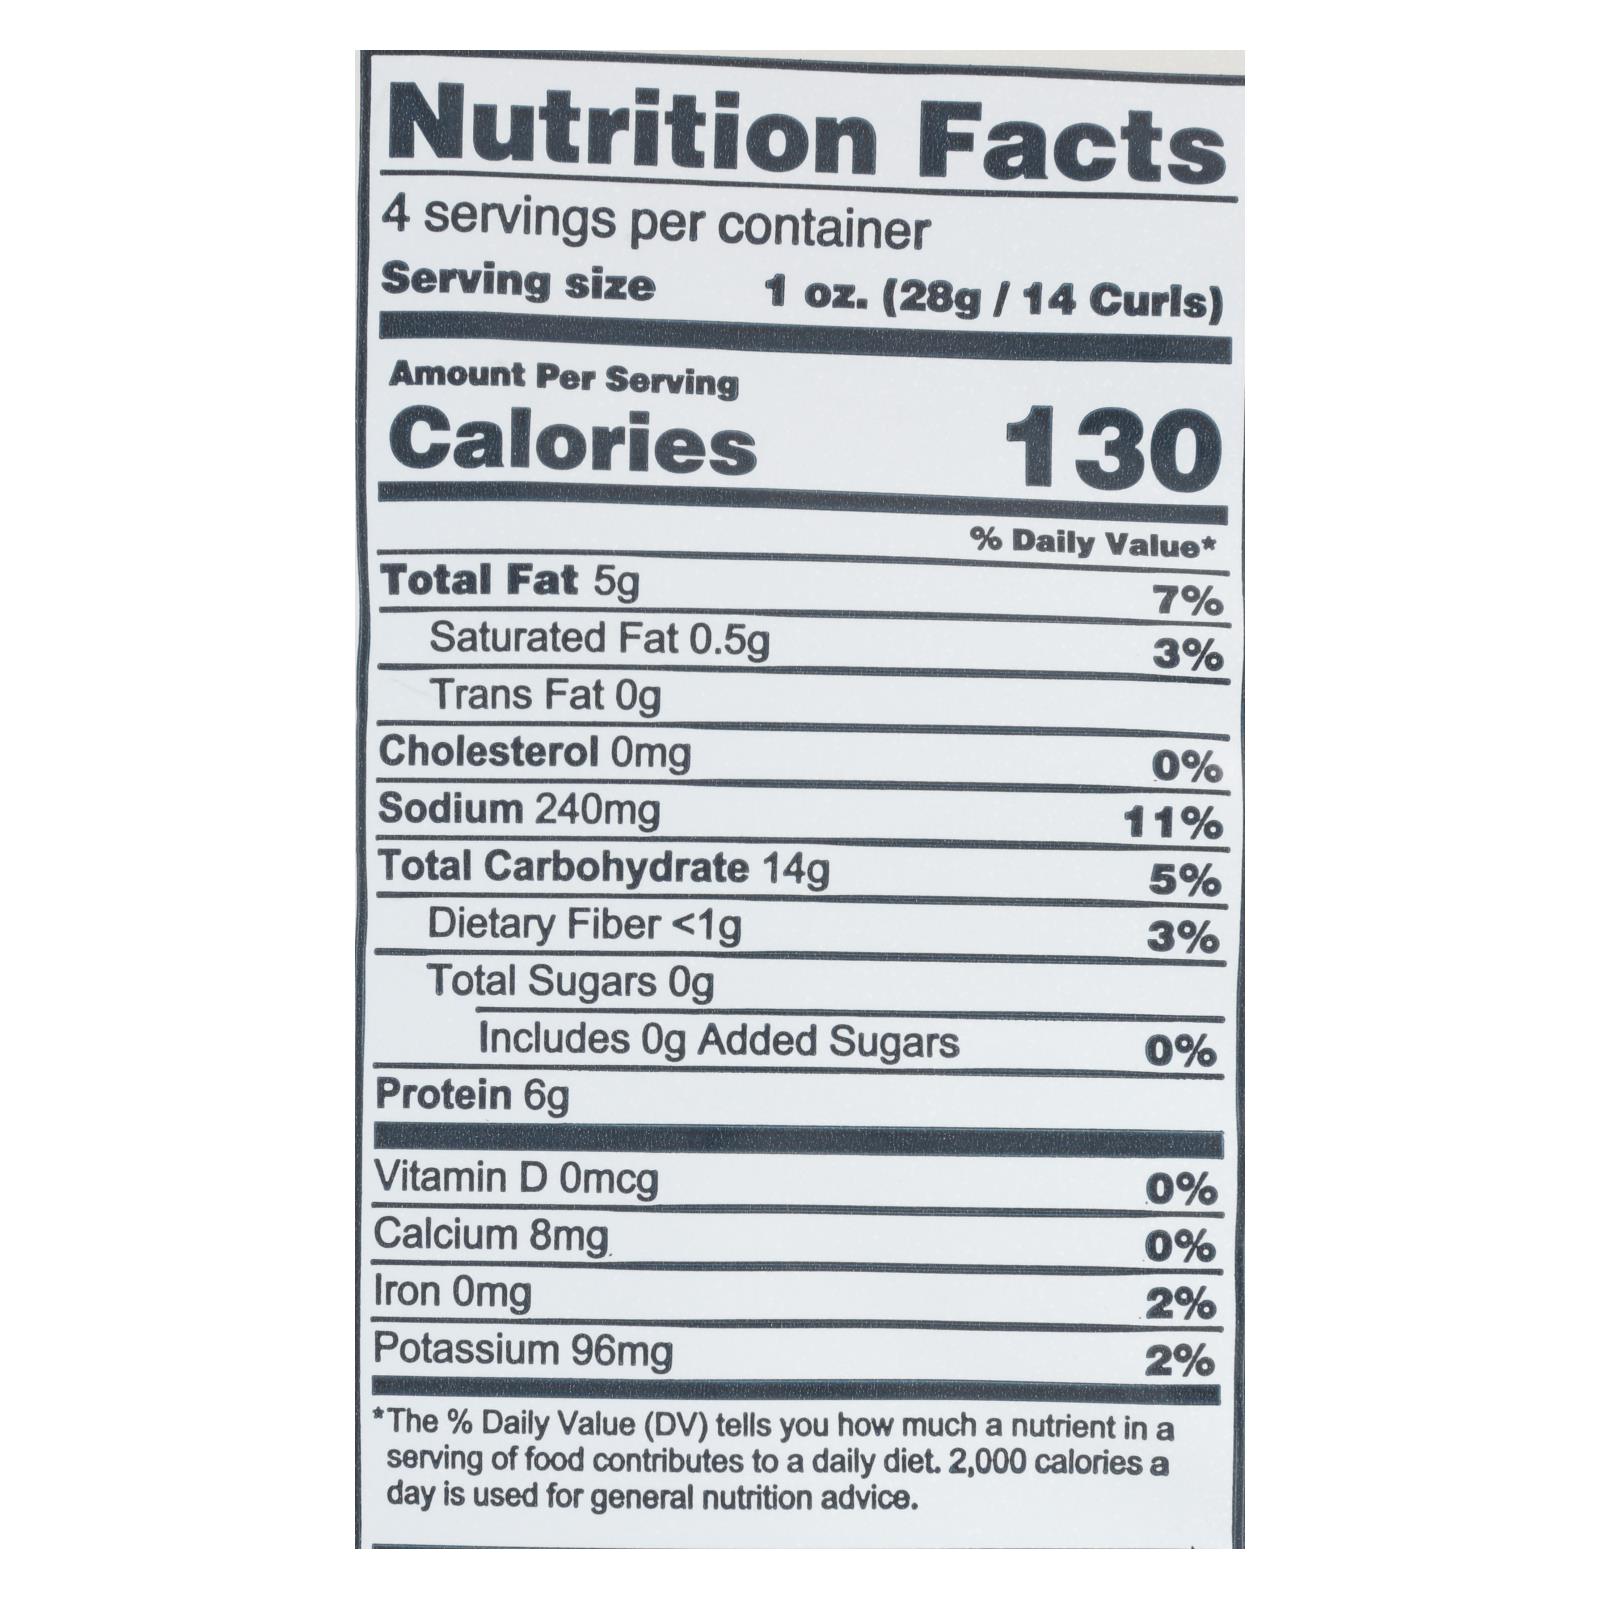 Nutrition Facts
4 servings per container
Serving size 1 oz. (28g / 14 Curls)
Amount Per Serving
Calories 130
% Daily Value*
Total Fat 5g 7%
Saturated Fat 0.5g 3%
Trans Fat 0g
Cholesterol 0mg 0%
Sodium 240mg 11%
Total Carbohydrate 14g 5%
Dietary Fiber <1g 3%
Total Sugars 0g
Includes 0g Added Sugars 0%
Protein 6g
Vitamin D 0mcg 0%
Calcium 8mg 0%
Iron 0mg 2%
Potassium 96mg 2%
*The % Daily Value (DV) tells you how much a nutrient in a
serving of food contributes to a daily diet. 2,000 calories a
day is used for general nutrition advice.